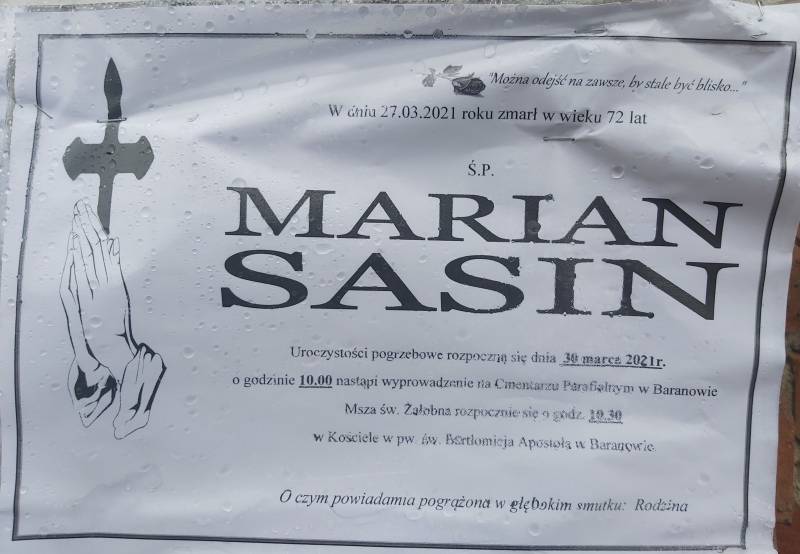 "Można odejść na zawsze, by stale być blisko..."
W dniu 27.03.2021 roku zmarł w wieku 72 lat
Ś.P.
MARIAN
SASIN
Uroczystości pogrzebowe rozpoczną się dnia 30 marca 2021r.
o godzinie 10.00 nastąpi wyprowadzenie na Cmentarzu Parafialnym w Baranowie
Msza św. Żałobna rozpocznie się o godz. 10.30
w Kościele w pw. św. Bartłomieja Apostoła w Baranowie.
O czym powiadamia pogrążona w głębokim smutku: Rodzina